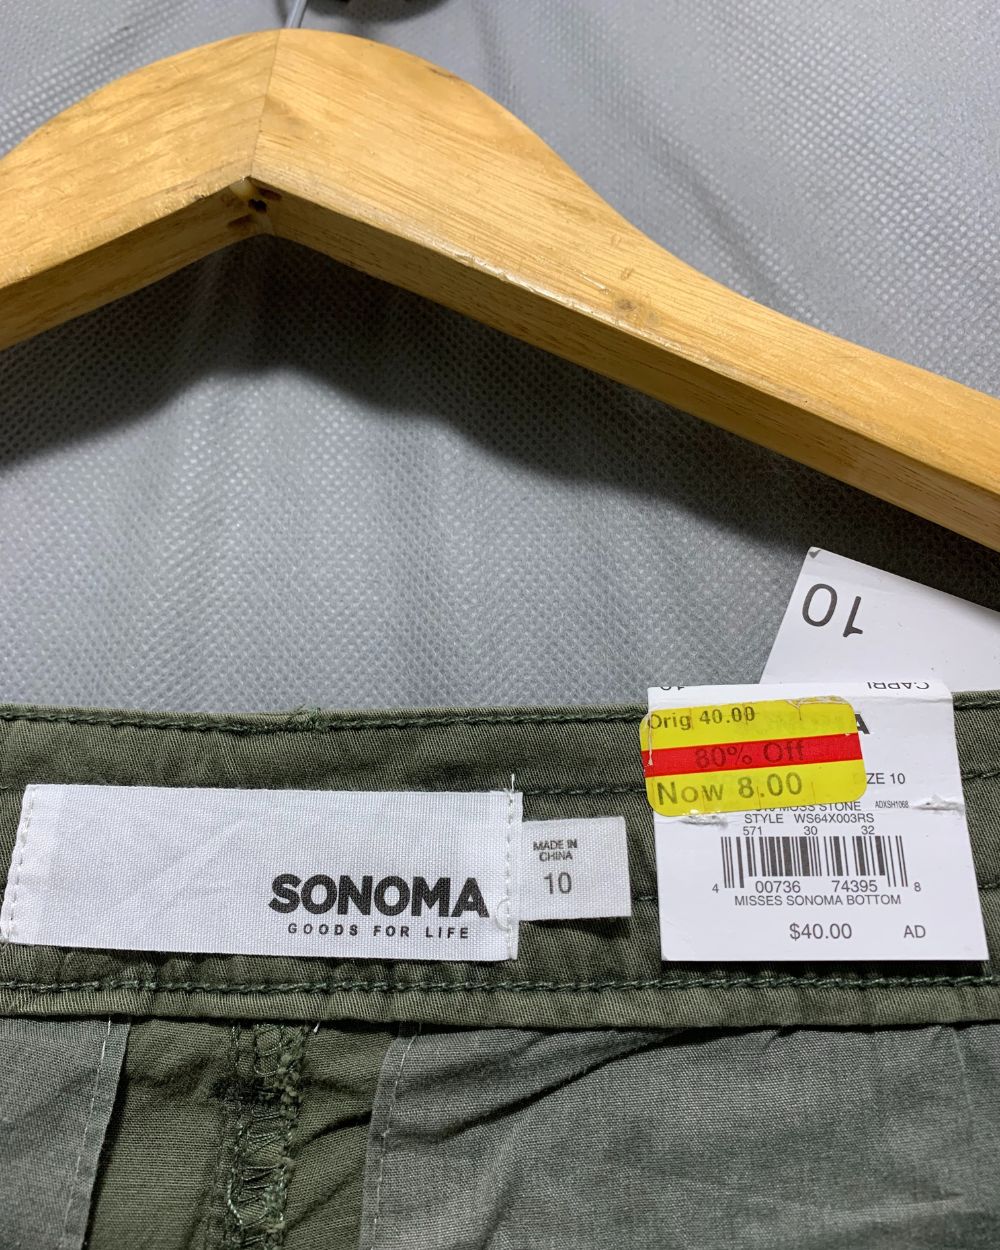 10
CAPRI
Orig 40.00
80% Off
Now 8.00
ZE 10
MOSS STONE ADXSH1068
STYLE WS64X003RS
571 30 32
4 00736 74395 8
MISSES SONOMA BOTTOM
$40.00 AD
SONOMA
GOODS FOR LIFE
MADE IN
CHINA
10